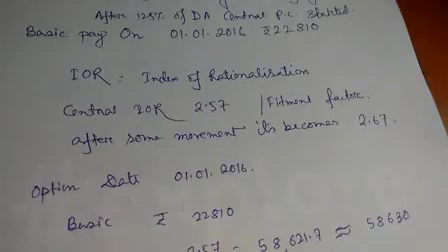 After 125% of DA Central P.C Started.
Basic pay On 01.01.2016 ₹22810
IOR = Index of Rationalisation
Central IOR 2.57 / Fitment factor.
aftere some movement its becomes 2.67.
Option Date 01.01.2016.
Basic ₹ 22810
2.57 = 58,621.7 ≈ 58630